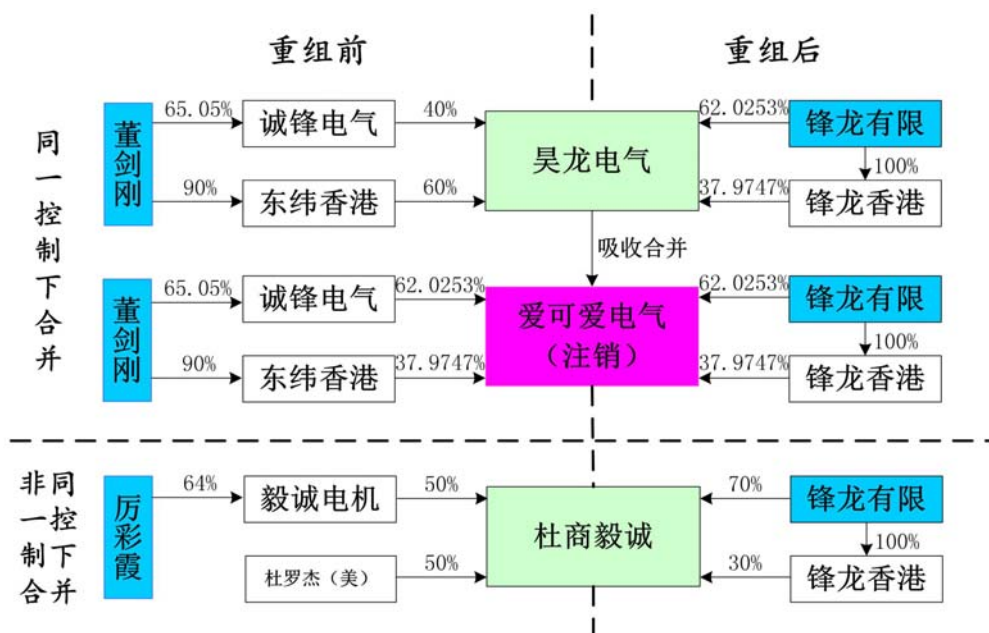 重组前
重组后
同一控制下合并
董剑刚
65.05%
诚锋电气
40%
昊龙电气
62.0253%
锋龙有限
100%
90%
东纬香港
60%
37.9747%
锋龙香港
吸收合并
董剑刚
65.05%
诚锋电气
62.0253%
爱可爱电气
（注销）
62.0253%
锋龙有限
100%
90%
东纬香港
37.9747%
37.9747%
锋龙香港
非同一控制下合并
厉彩霞
64%
毅诚电机
50%
杜商毅诚
70%
锋龙有限
100%
杜罗杰（美）
50%
30%
锋龙香港